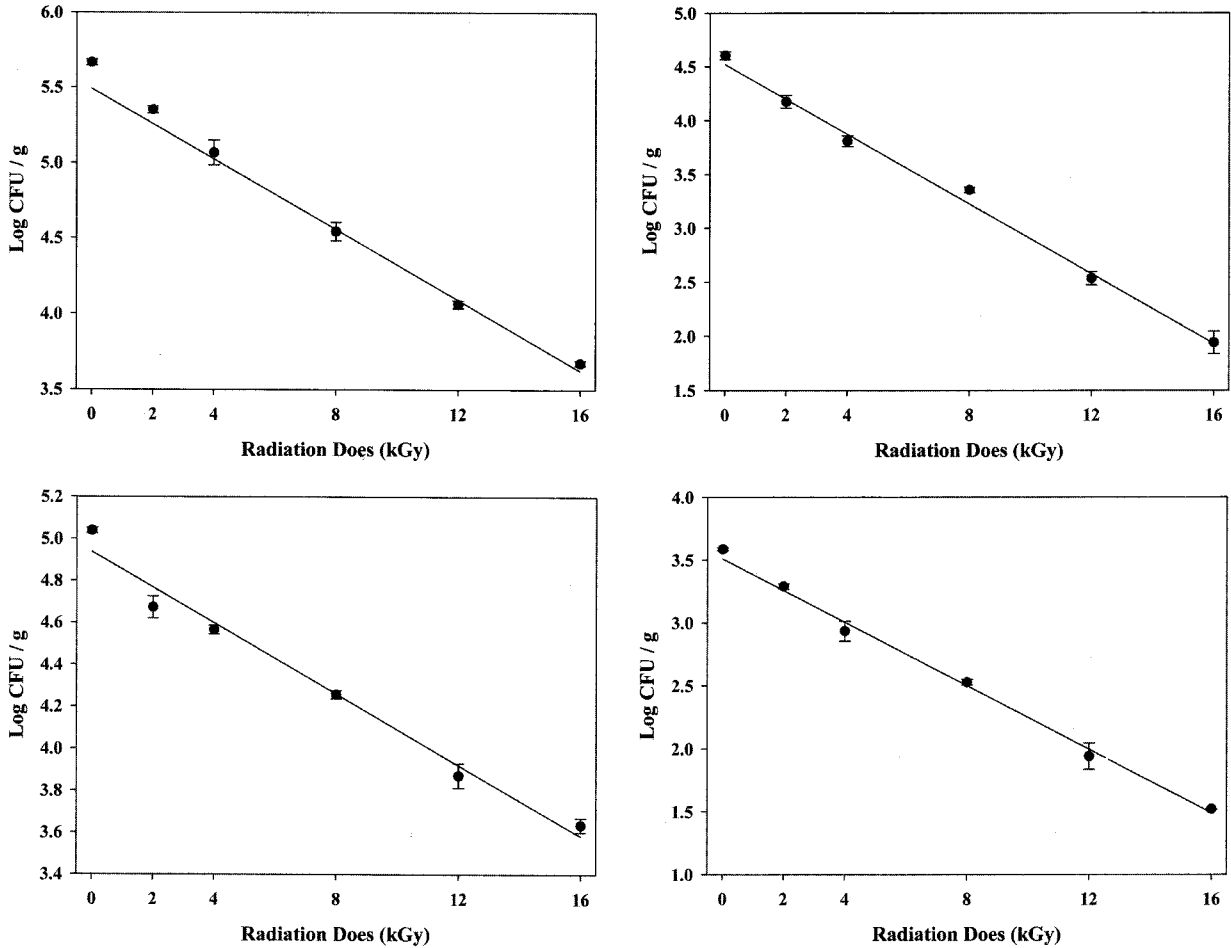 6.0
5.5
5.0
4.5
4.0
3.5
Log CFU / g
0 2 4 8 12 16
Radiation Does (kGy)
5.0
4.5
4.0
3.5
3.0
2.5
2.0
1.5
Log CFU / g
0 2 4 8 12 16
Radiation Does (kGy)
5.2
5.0
4.8
4.6
4.4
4.2
4.0
3.8
3.6
3.4
Log CFU / g
0 2 4 8 12 16
Radiation Does (kGy)
4.0
3.5
3.0
2.5
2.0
1.5
1.0
Log CFU / g
0 2 4 8 12 16
Radiation Does (kGy)